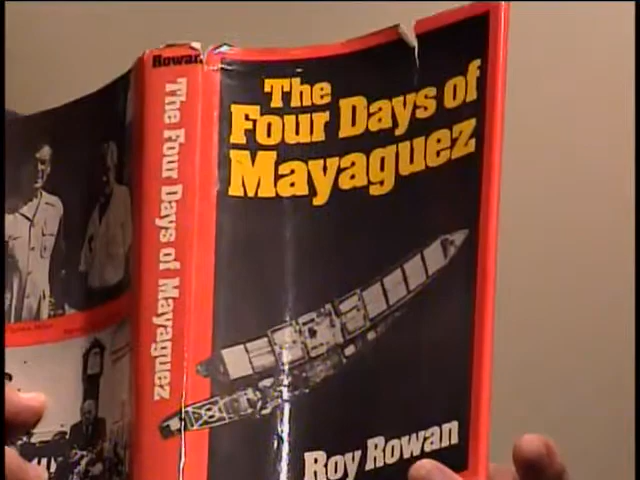 Rowan
The Four Days of Mayaguez
The
Four Days of
Mayaguez
Roy Rowan